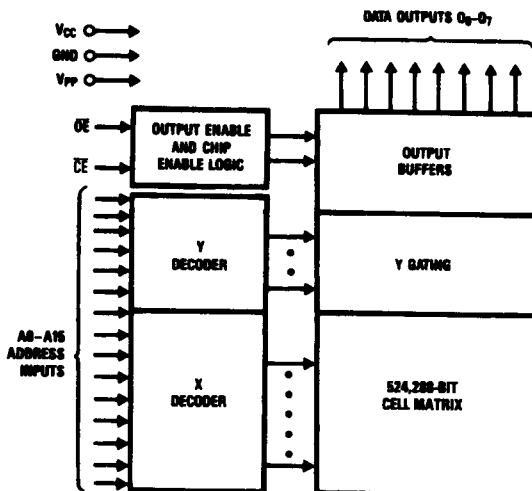 DATA OUTPUTS O0-O7
VCC
GND
VPP
OE
CE
OUTPUT ENABLE
AND CHIP
ENABLE LOGIC
OUTPUT
BUFFERS
Y
DECODER
Y GATING
A0-A15
ADDRESS
INPUTS
X
DECODER
524,288-BIT
CELL MATRIX